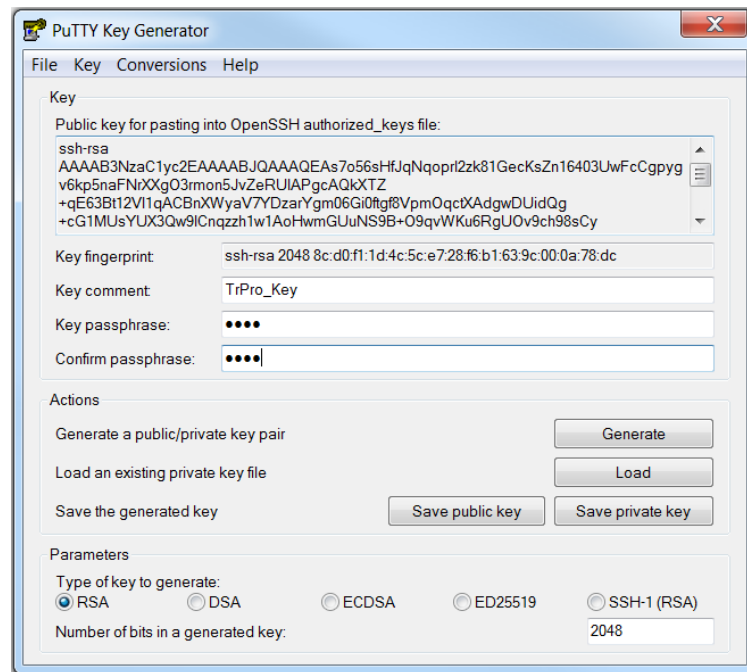 PuTTY Key Generator
File Key Conversions Help
Key
Public key for pasting into OpenSSH authorized_keys file:
ssh-rsa
AAAAB3NzaC1yc2EAAAABJQAAAQEAs7o56sHfJqNqoprl2zk81GecKsZn16403UwFcCgpyg
v6kp5naFNrXXgO3rmon5JvZeRUlAPgcAQkXTZ
+qE63Bt12Vl1qACBnXWyaV7YDzarYgm06Gi0ftgf8VpmOqctXAdgwDUidQg
+cG1MUsYUX3Qw9lCnqzzh1w1AoHwmGUuNS9B+O9qvWKu6RgUOv9ch98sCy
Key fingerprint: ssh-rsa 2048 8c:d0:f1:1d:4c:5c:e7:28:f6:b1:63:9c:00:0a:78:dc
Key comment: TrPro_Key
Key passphrase: ••••
Confirm passphrase: ••••
Actions
Generate a public/private key pair Generate
Load an existing private key file Load
Save the generated key Save public key Save private key
Parameters
Type of key to generate:
RSA DSA ECDSA ED25519 SSH-1 (RSA)
Number of bits in a generated key: 2048